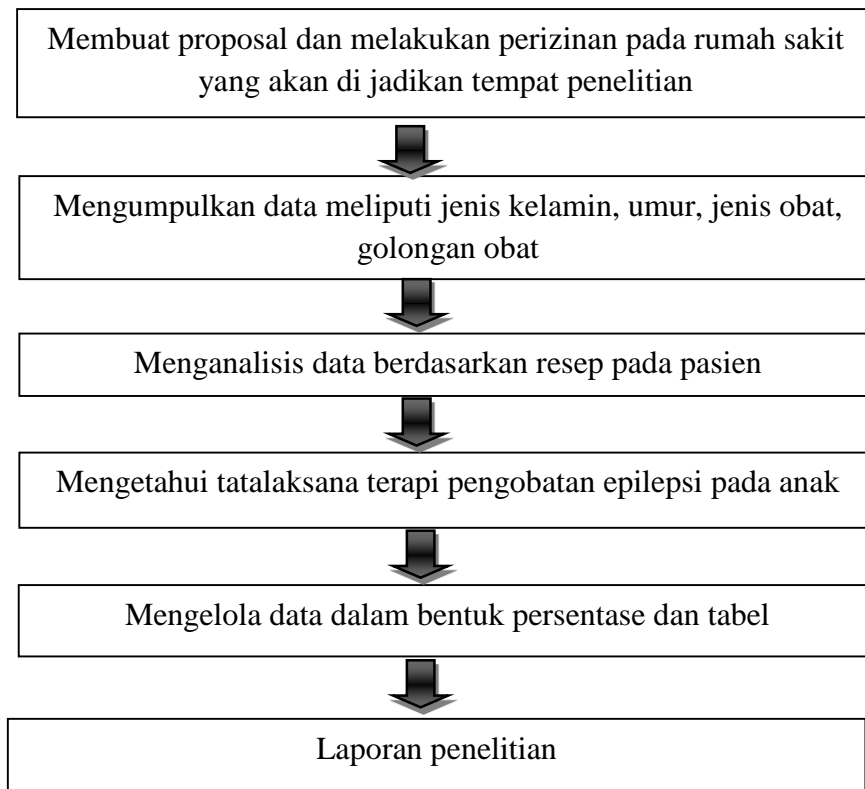 Membuat proposal dan melakukan perizinan pada rumah sakit
yang akan di jadikan tempat penelitian
Mengumpulkan data meliputi jenis kelamin, umur, jenis obat,
golongan obat
Menganalisis data berdasarkan resep pada pasien
Mengetahui tatalaksana terapi pengobatan epilepsi pada anak
Mengelola data dalam bentuk persentase dan tabel
Laporan penelitian